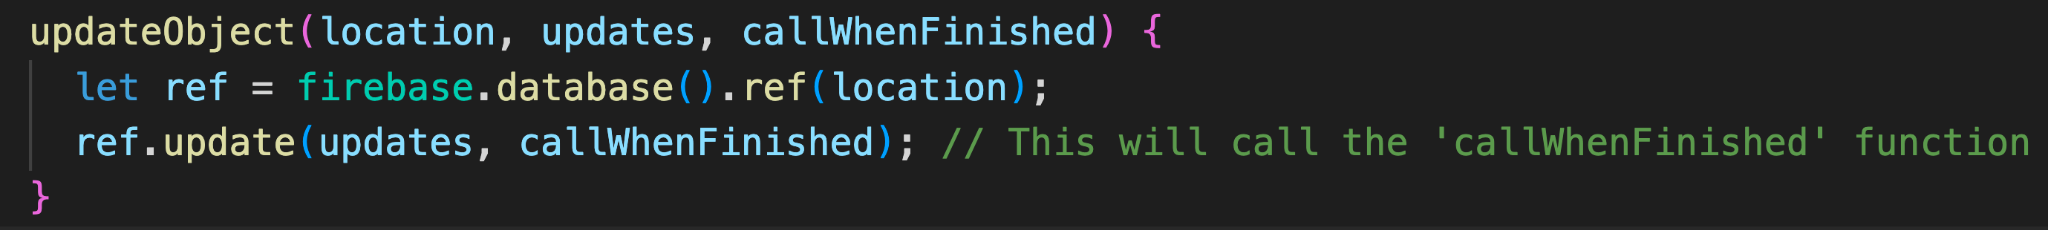 updateObject(location, updates, callWhenFinished) {
  let ref = firebase.database().ref(location);
  ref.update(updates, callWhenFinished); // This will call the 'callWhenFinished' function
}